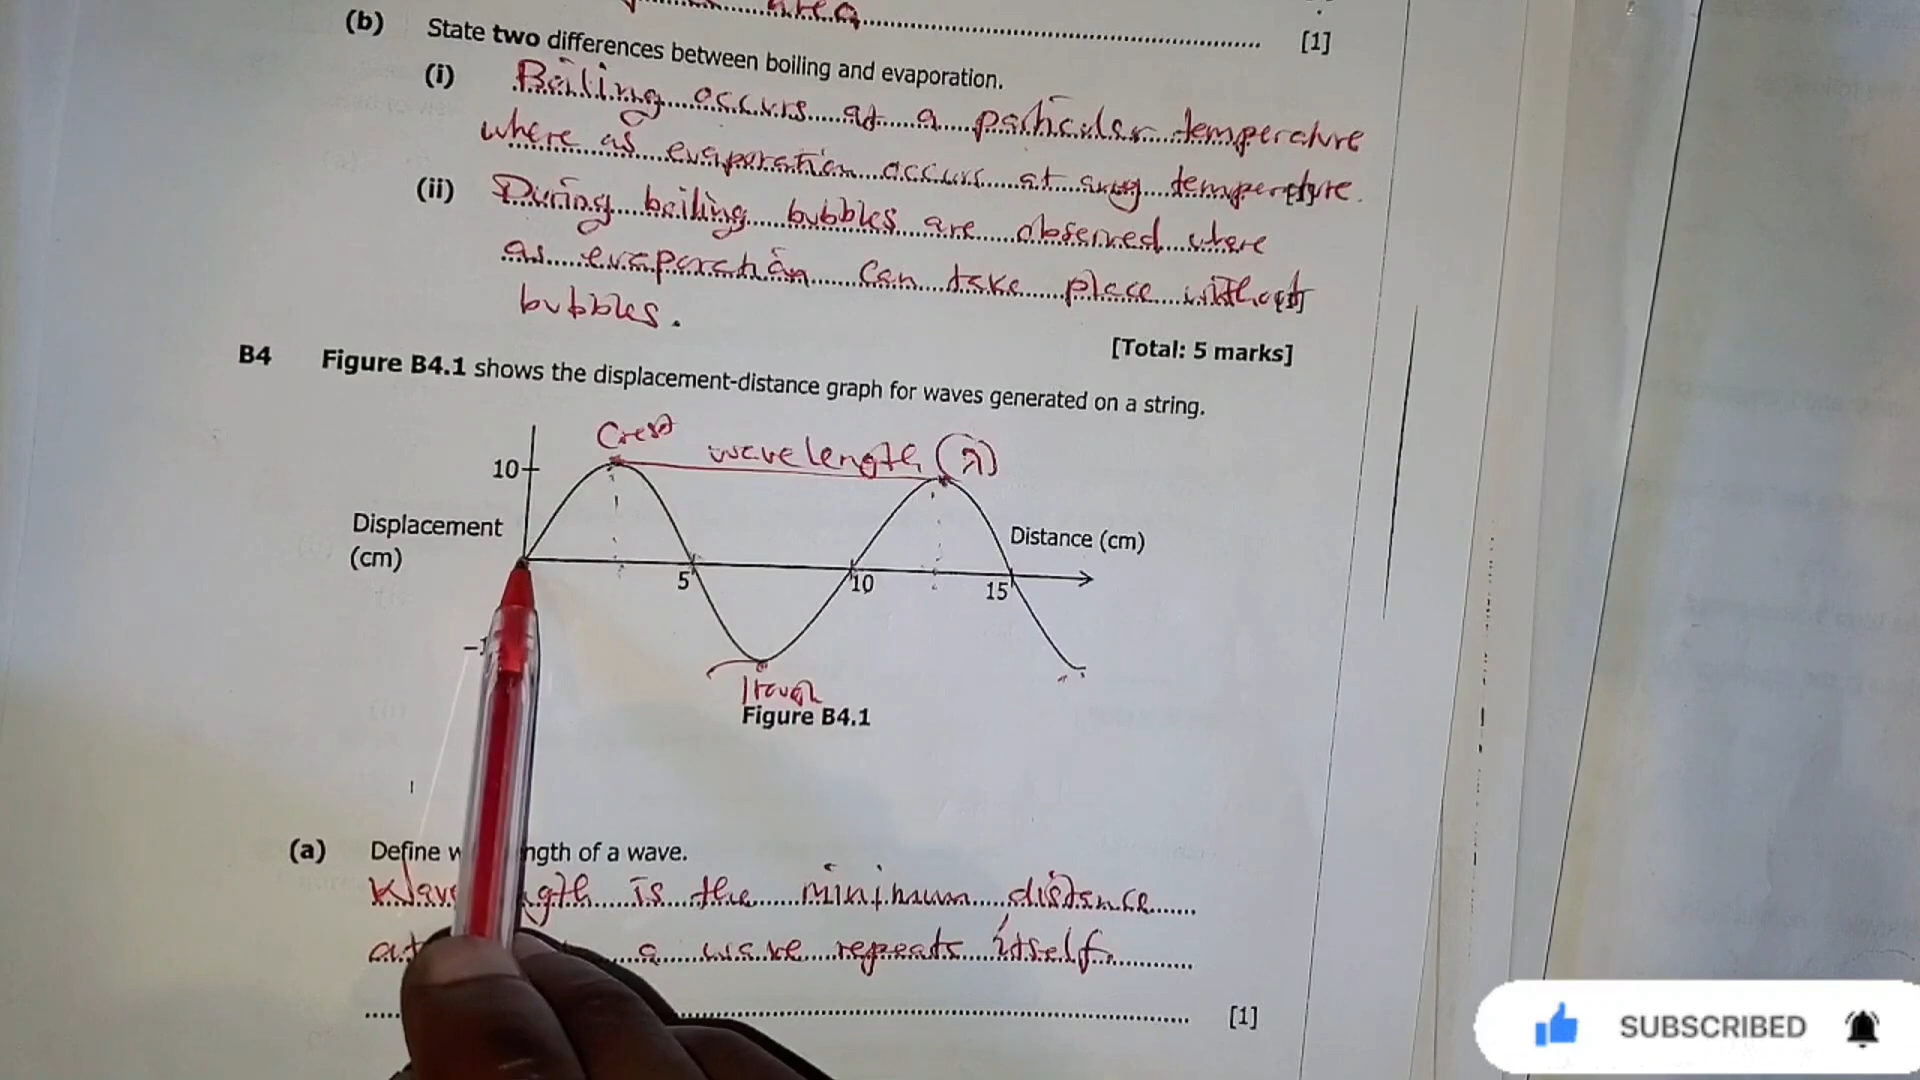 [1]
(b) State two differences between boiling and evaporation.
(i) Boiling occurs at a particular temperature
where as evaporation occurs at any temperature.
(ii) During boiling bubbles are observed where
as evaporation can take place without
bubbles.
[Total: 5 marks]
B4 Figure B4.1 shows the displacement-distance graph for waves generated on a string.
Crest
wavelength (λ)
10
Displacement
(cm)
Distance (cm)
5
10
15
Trough
Figure B4.1
(a) Define of a wave.
is the minimum distance
a wave repeats itself.
[1]
SUBSCRIBED